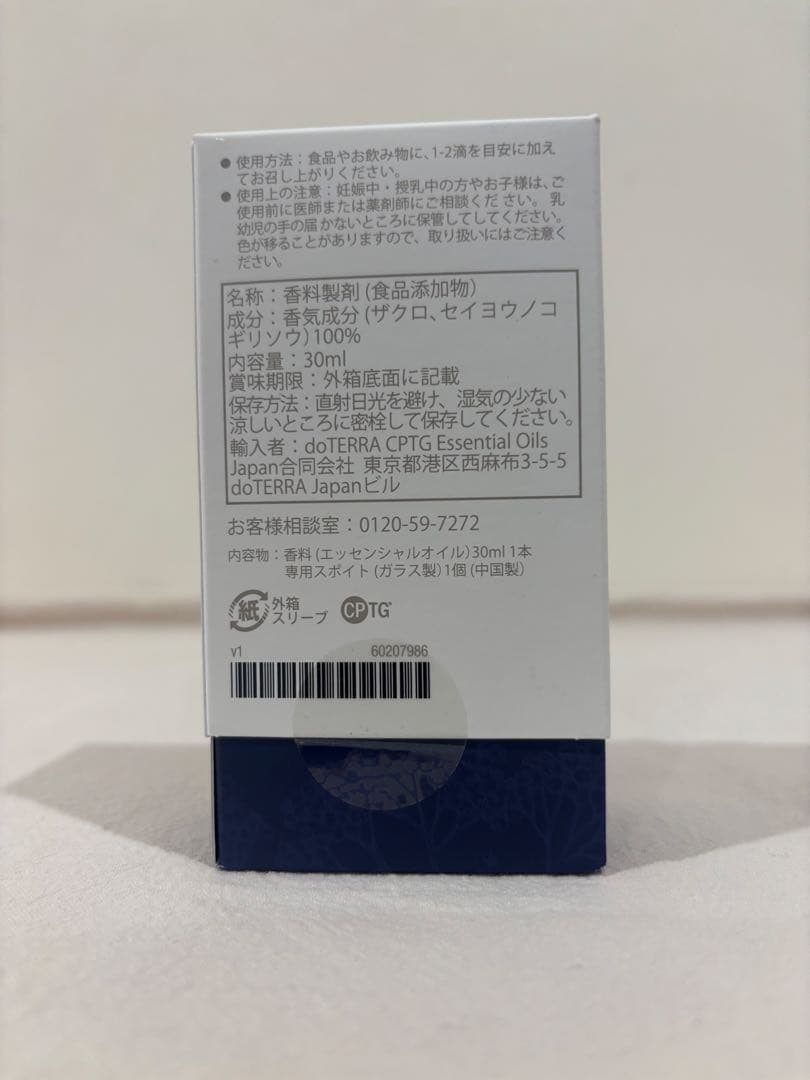 ● 使用方法：食品やお飲み物に、1-2滴を目安に加え
てお召し上がりください。
● 使用上の注意：妊娠中・授乳中の方やお子様は、ご
使用前に医師または薬剤師にご相談くだ さい。 乳
幼児の手の届 かないところに保管してしてください。
色が移ることがありますので、取り扱いにはご注意く
ださい。
名称：香料製剤 (食品添加物)
成分：香気成分 (ザクロ、セイヨウノコ
ギリソウ)100%
内容量：30ml
賞味期限：外箱底面に記載
保存方法：直射日光を避け、湿気の少ない
涼しいところに密栓して保存してください。
輸入者：doTERRA CPTG Essential Oils
Japan合同会社 東京都港区西麻布3-5-5
doTERRA Japanビル
お客様相談室：0120-59-7272
内容物：香料 (エッセンシャルオイル)30ml 1本
専用スポイト (ガラス製)1個 (中国製)
紙 外箱
スリーブ CPTG®
v1 60207986